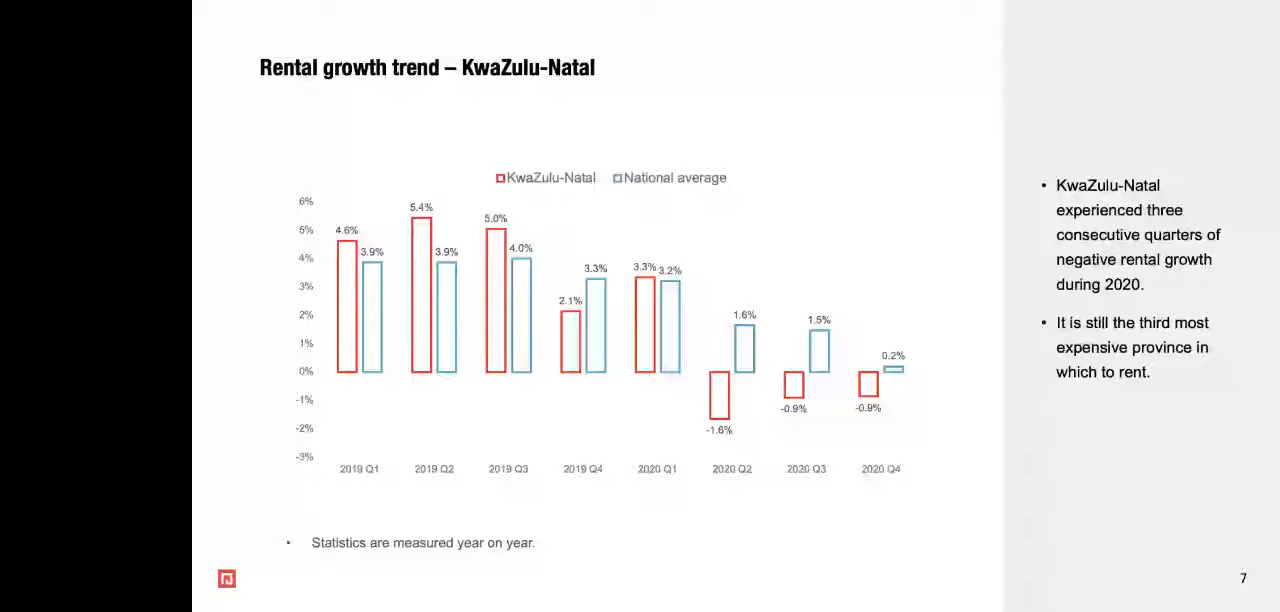 Rental growth trend – KwaZulu-Natal
KwaZulu-Natal National average
6%
5%
4%
3%
2%
1%
0%
-1%
-2%
-3%
4.6% 3.9%
5.4% 3.9%
5.0% 4.0%
2.1% 3.3%
3.3% 3.2%
-1.6% 1.6%
-0.9% 1.5%
-0.9% 0.2%
2019 Q1 2019 Q2 2019 Q3 2019 Q4 2020 Q1 2020 Q2 2020 Q3 2020 Q4
• Statistics are measured year on year.
• KwaZulu-Natal
experienced three
consecutive quarters of
negative rental growth
during 2020.
• It is still the third most
expensive province in
which to rent.
7